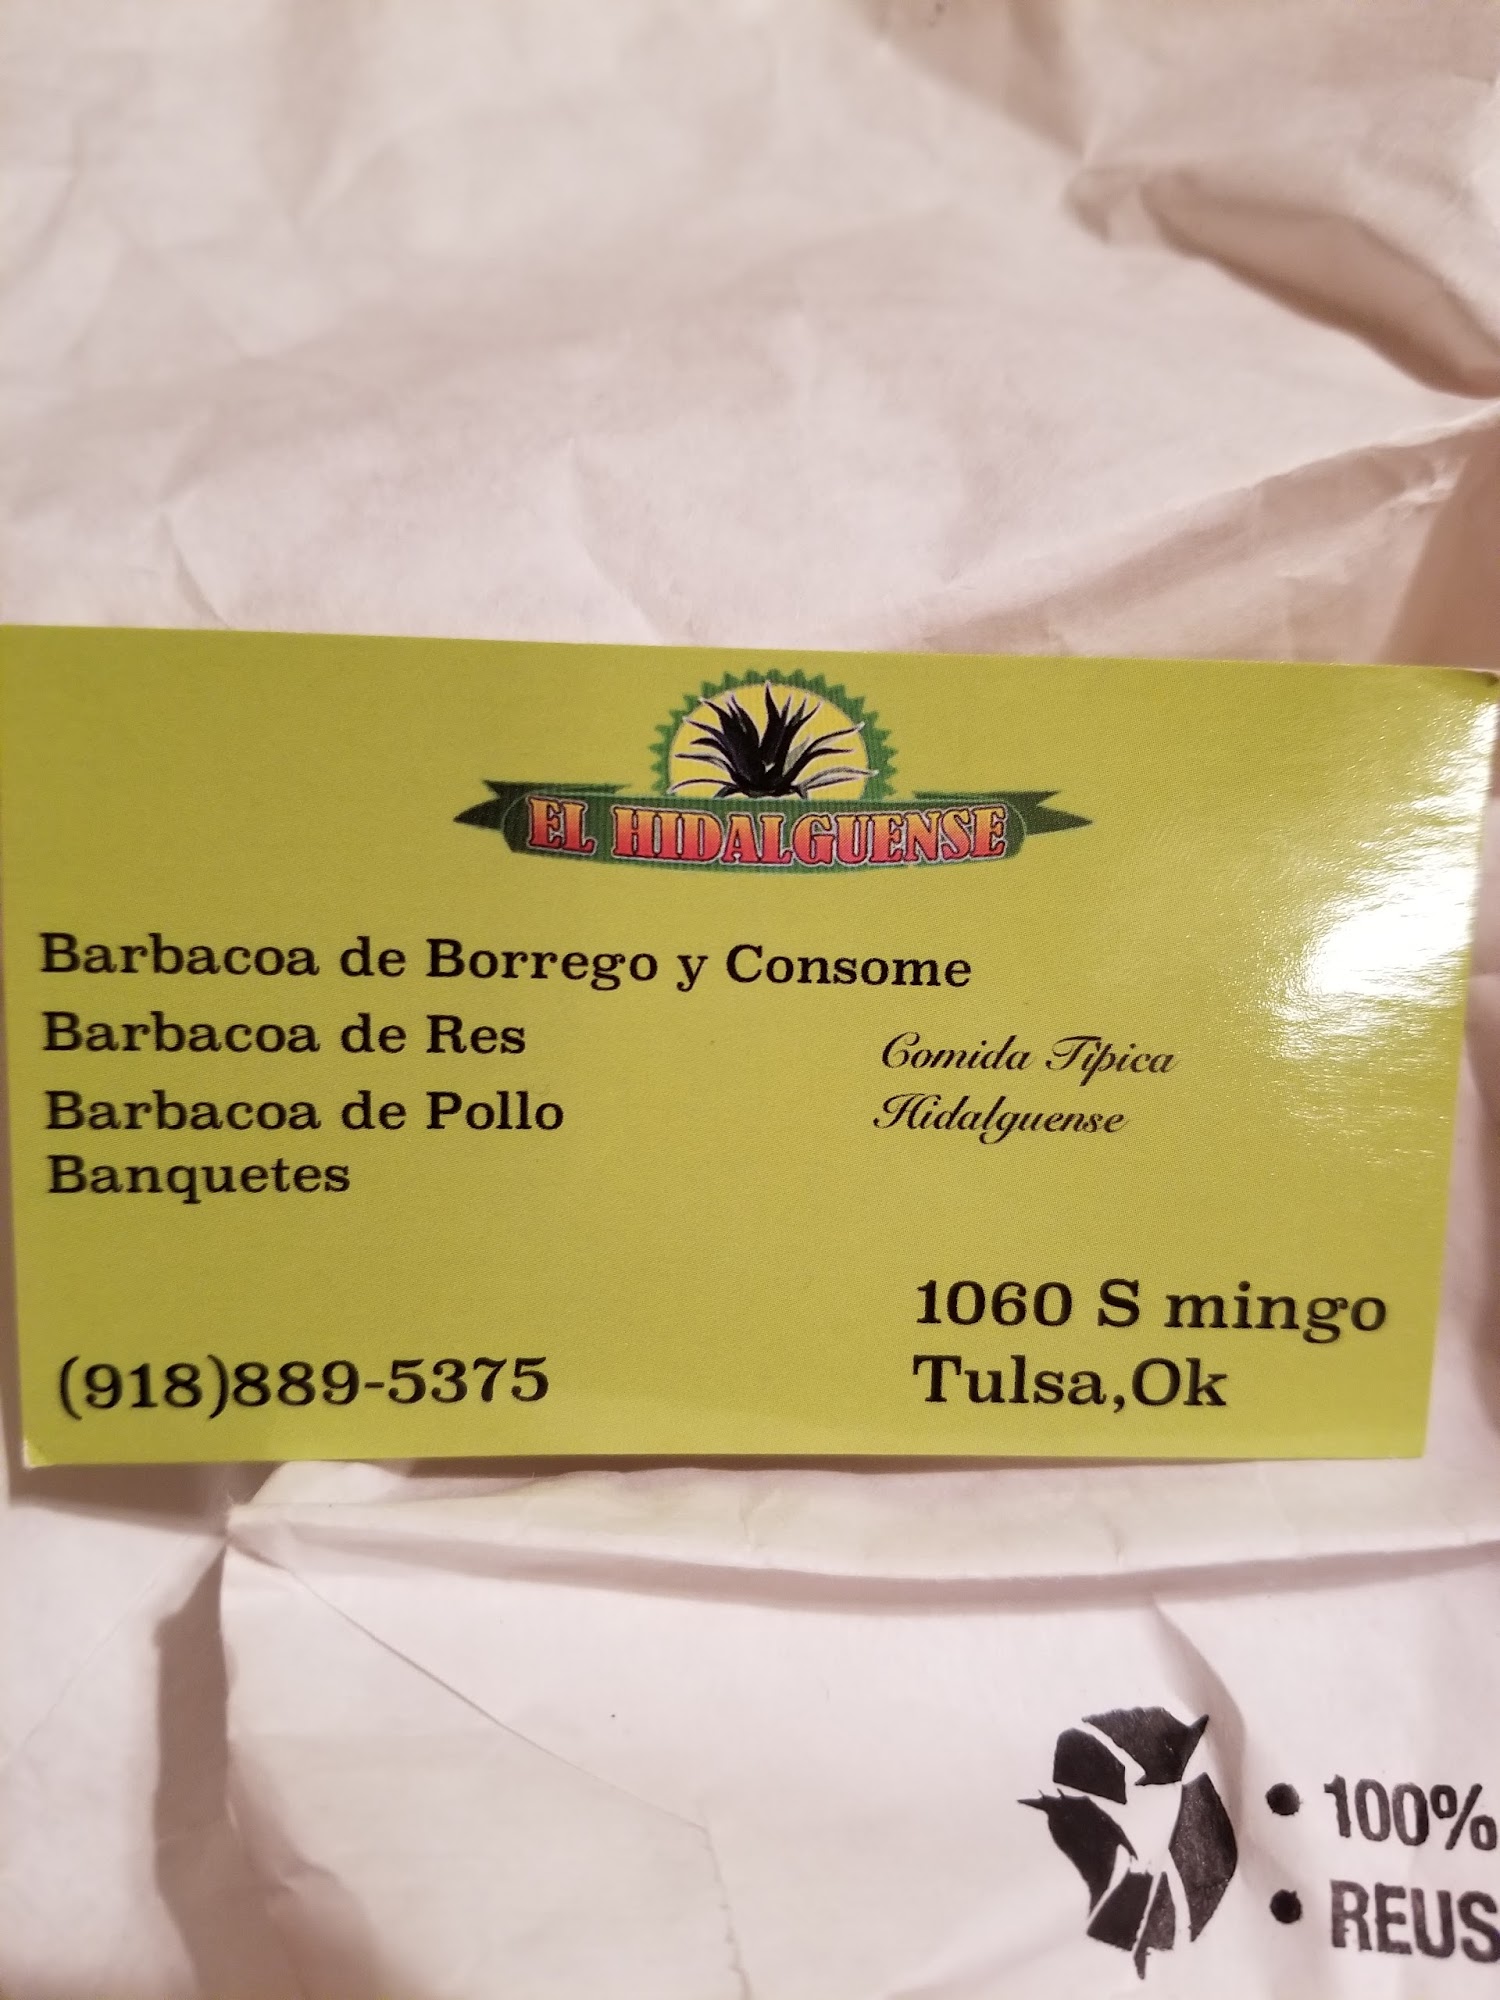 EL HIDALGUENSE
Barbacoa de Borrego y Consome
Barbacoa de Res
Barbacoa de Pollo
Banquetes
Comida Típica
Hidalguense
(918)889-5375
1060 S mingo
Tulsa,Ok
• 100%
• REUS